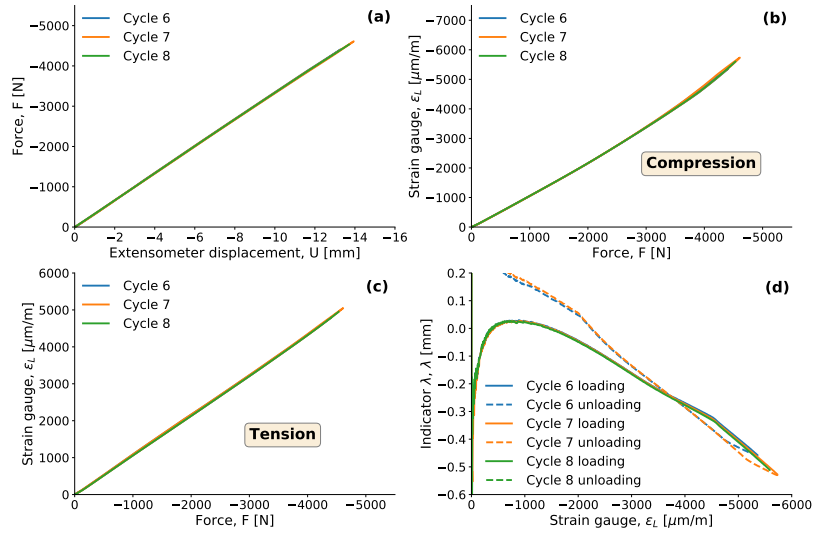 (a)
Cycle 6
Cycle 7
Cycle 8
Force, F [N]
−5000
−4000
−3000
−2000
−1000
0
0 −2 −4 −6 −8 −10 −12 −14 −16
Extensometer displacement, U [mm]
(b)
Cycle 6
Cycle 7
Cycle 8
Strain gauge, εL [μm/m]
−7000
−6000
−5000
−4000
−3000
−2000
−1000
0
Compression
0 −1000 −2000 −3000 −4000 −5000
Force, F [N]
(c)
Cycle 6
Cycle 7
Cycle 8
Strain gauge, εL [μm/m]
6000
5000
4000
3000
2000
1000
0
Tension
0 −1000 −2000 −3000 −4000 −5000
Force, F [N]
(d)
Indicator λ, λ [mm]
0.2
0.1
0.0
−0.1
−0.2
−0.3
−0.4
−0.5
−0.6
Cycle 6 loading
Cycle 6 unloading
Cycle 7 loading
Cycle 7 unloading
Cycle 8 loading
Cycle 8 unloading
0 −1000 −2000 −3000 −4000 −5000 −6000
Strain gauge, εL [μm/m]